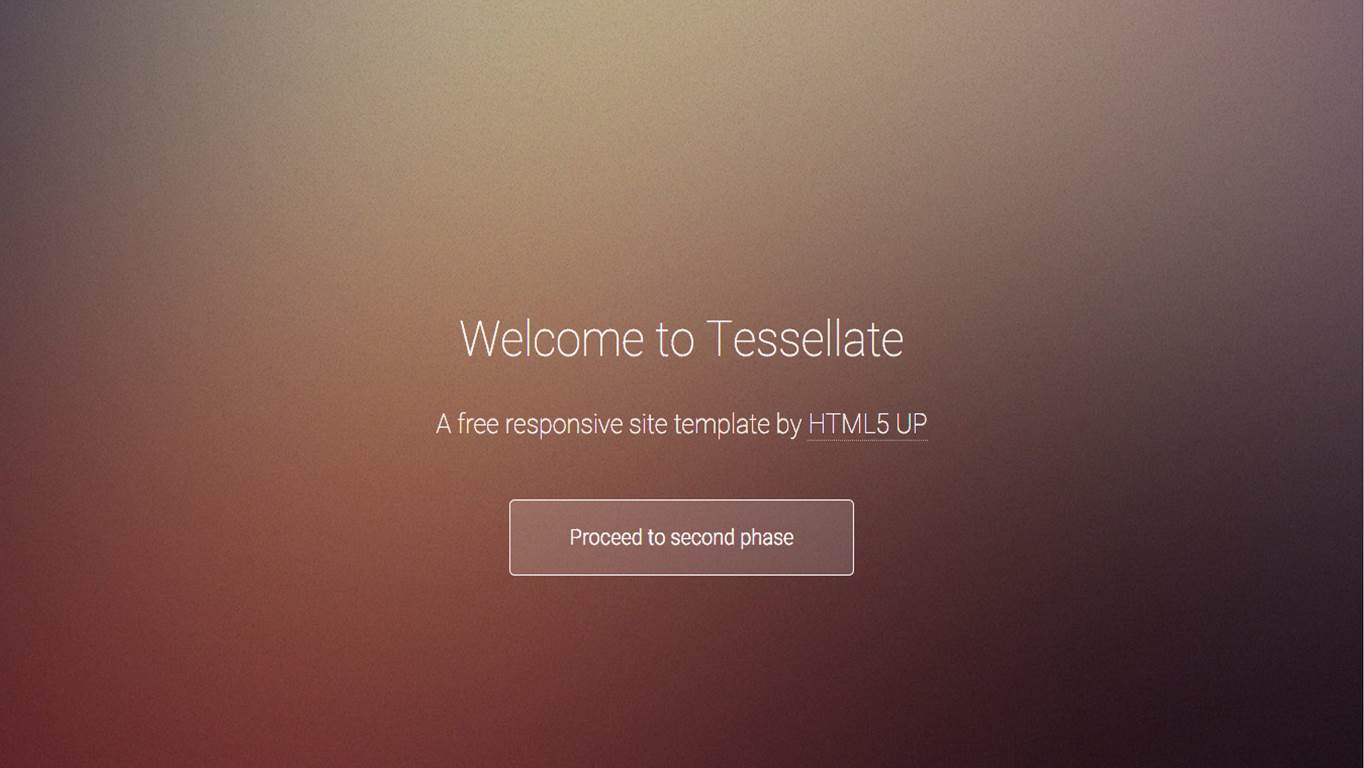 Welcome to Tessellate
A free responsive site template by HTML5 UP
Proceed to second phase